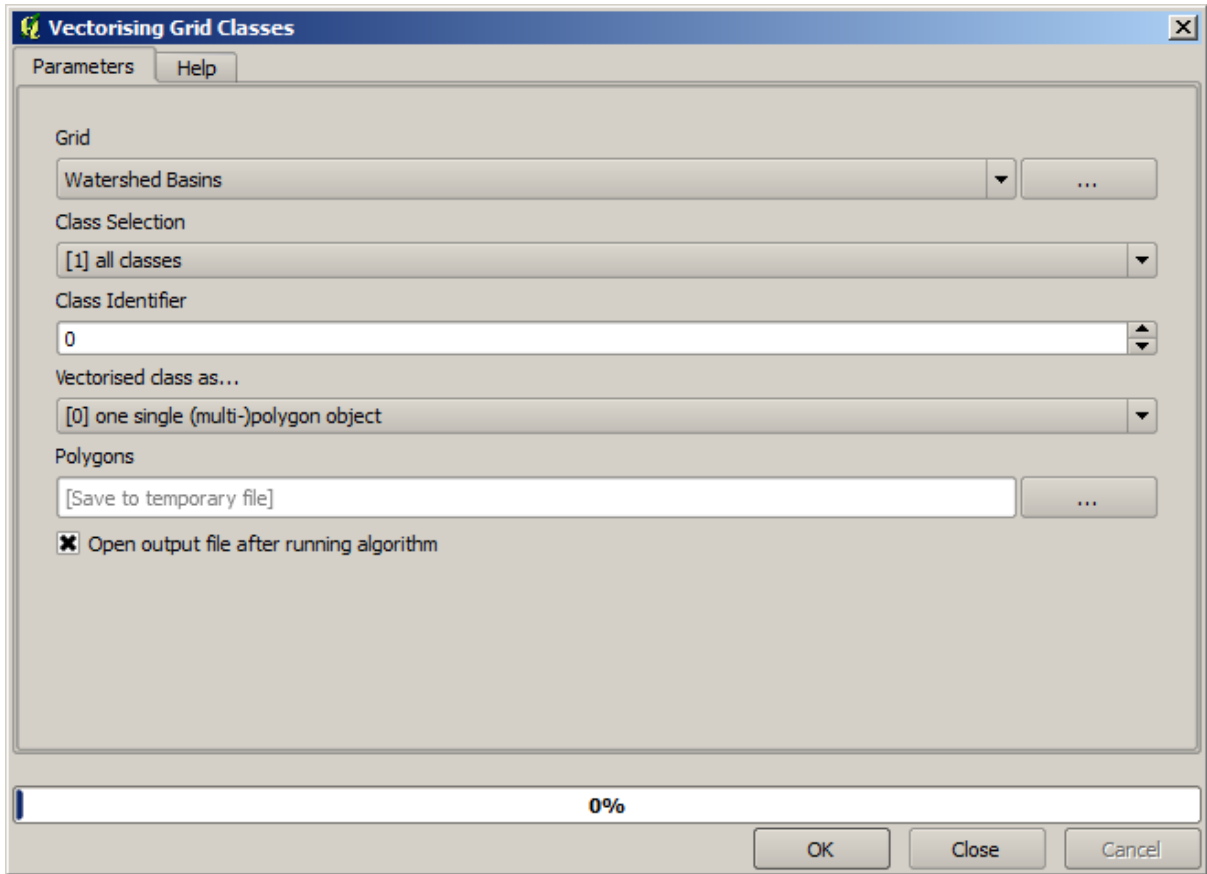 Vectorising Grid Classes
Parameters Help
Grid
Watershed Basins ...
Class Selection
[1] all classes
Class Identifier
0
Vectorised class as...
[0] one single (multi-)polygon object
Polygons
[Save to temporary file] ...
Open output file after running algorithm
0%
OK Close Cancel